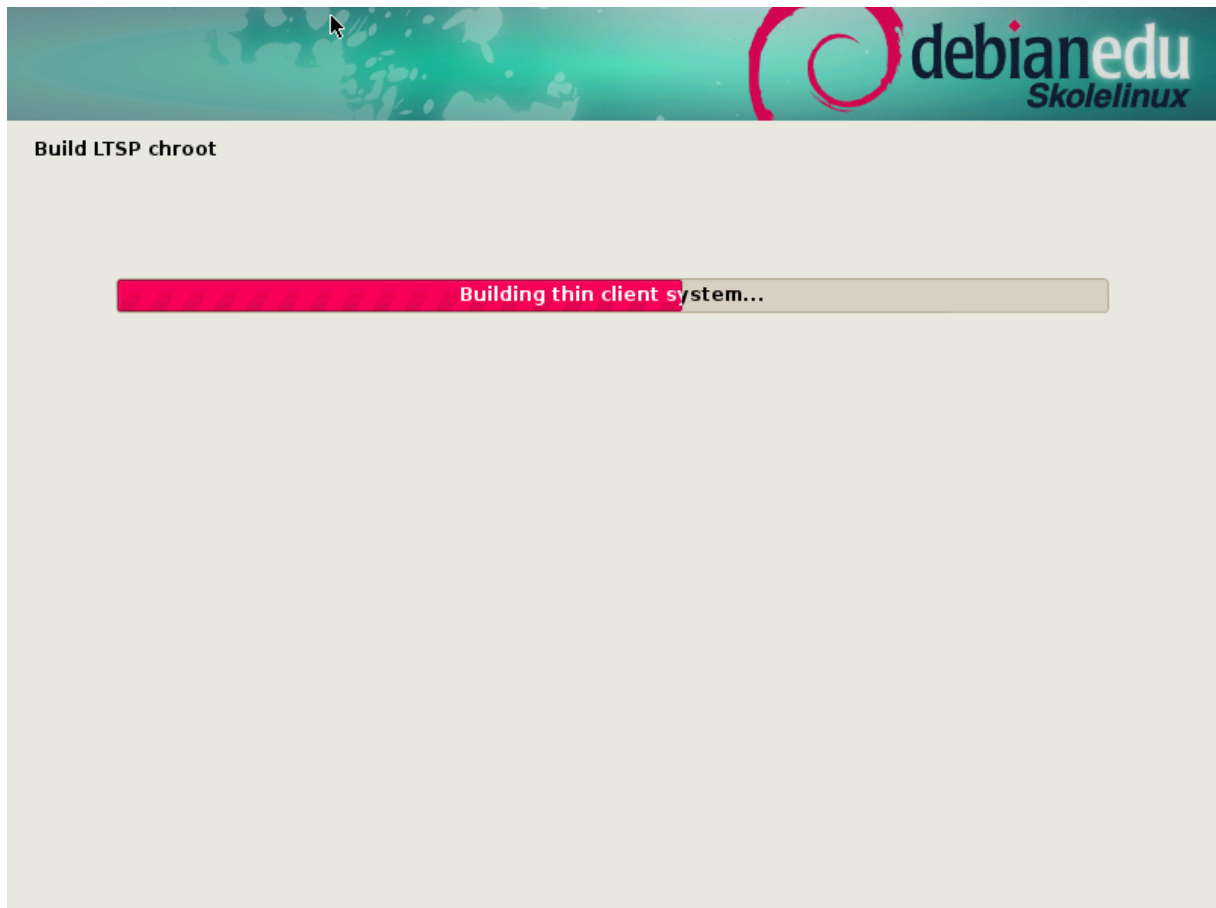 debianedu
Skolelinux
Build LTSP chroot
Building thin client system...